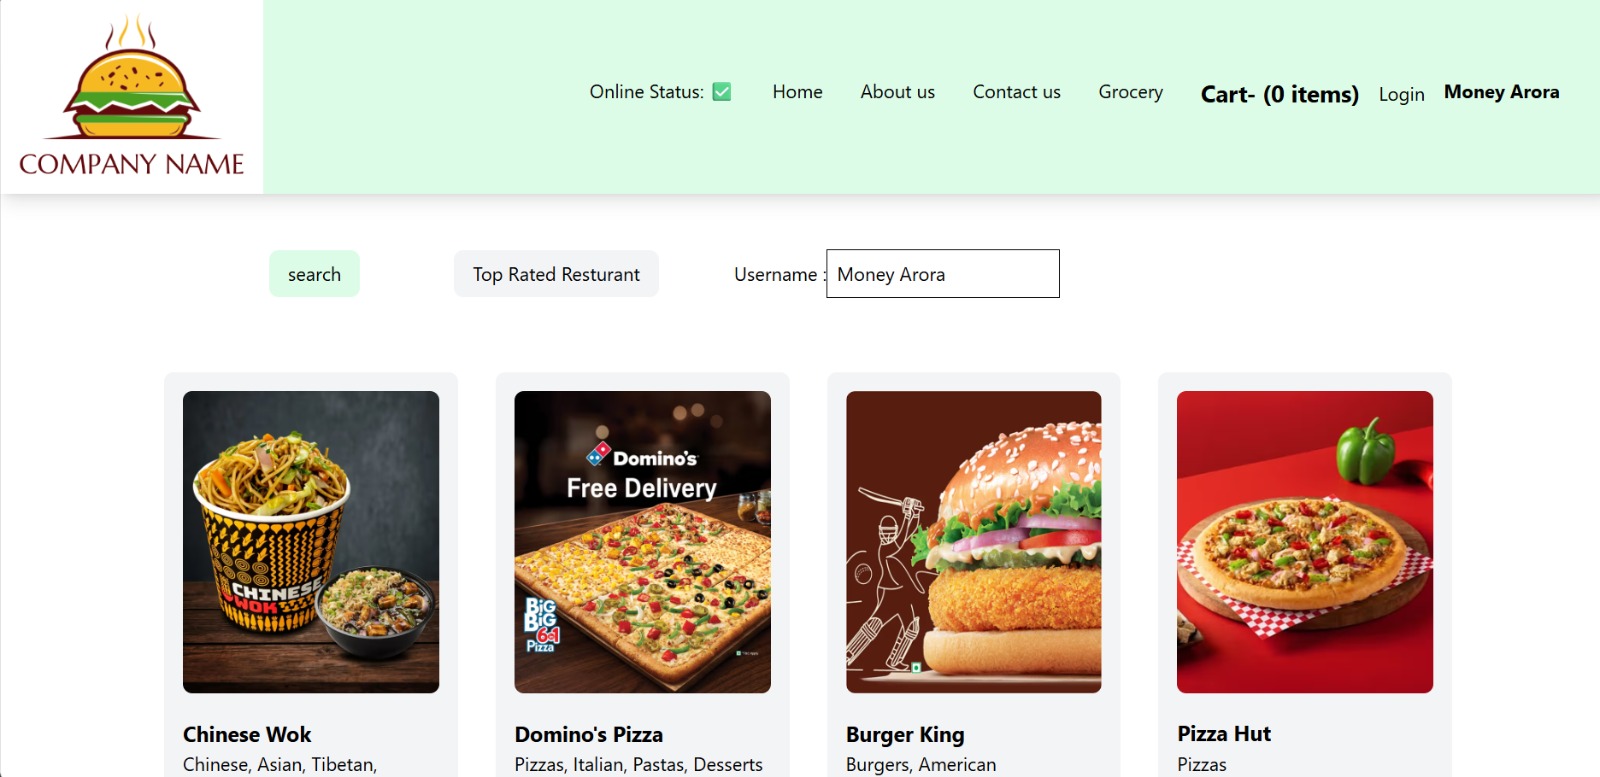 COMPANY NAME
Online Status: ✅ Home About us Contact us Grocery Cart- (0 items) Login Money Arora
search Top Rated Resturant Username : Money Arora
CHINESE
WOK
Domino's
Free Delivery
BiG
BiG
6in1
Pizza
Chinese Wok
Chinese, Asian, Tibetan,
Domino's Pizza
Pizzas, Italian, Pastas, Desserts
Burger King
Burgers, American
Pizza Hut
Pizzas